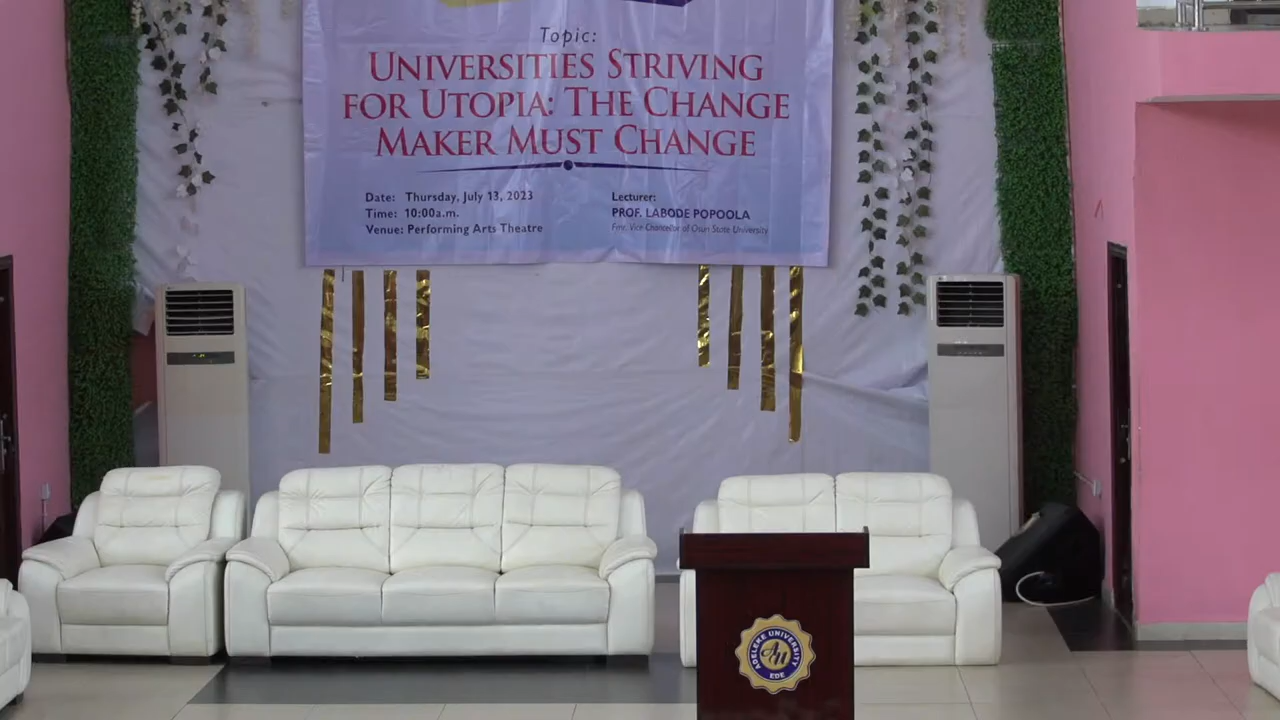 Topic:
UNIVERSITIES STRIVING
FOR UTOPIA: THE CHANGE
MAKER MUST CHANGE
Date: Thursday, July 13, 2023
Time: 10:00a.m.
Venue: Performing Arts Theatre
Lecturer:
PROF. LABODE POPOOLA
Fmr. Vice Chancellor of Osun State University
ADELEKE UNIVERSITY
AU
EDE